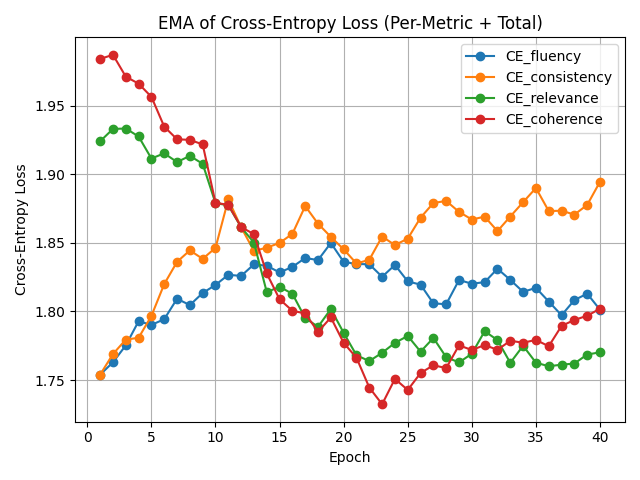 EMA of Cross-Entropy Loss (Per-Metric + Total)
CE_fluency
CE_consistency
CE_relevance
CE_coherence
Cross-Entropy Loss
1.95
1.90
1.85
1.80
1.75
0 5 10 15 20 25 30 35 40
Epoch